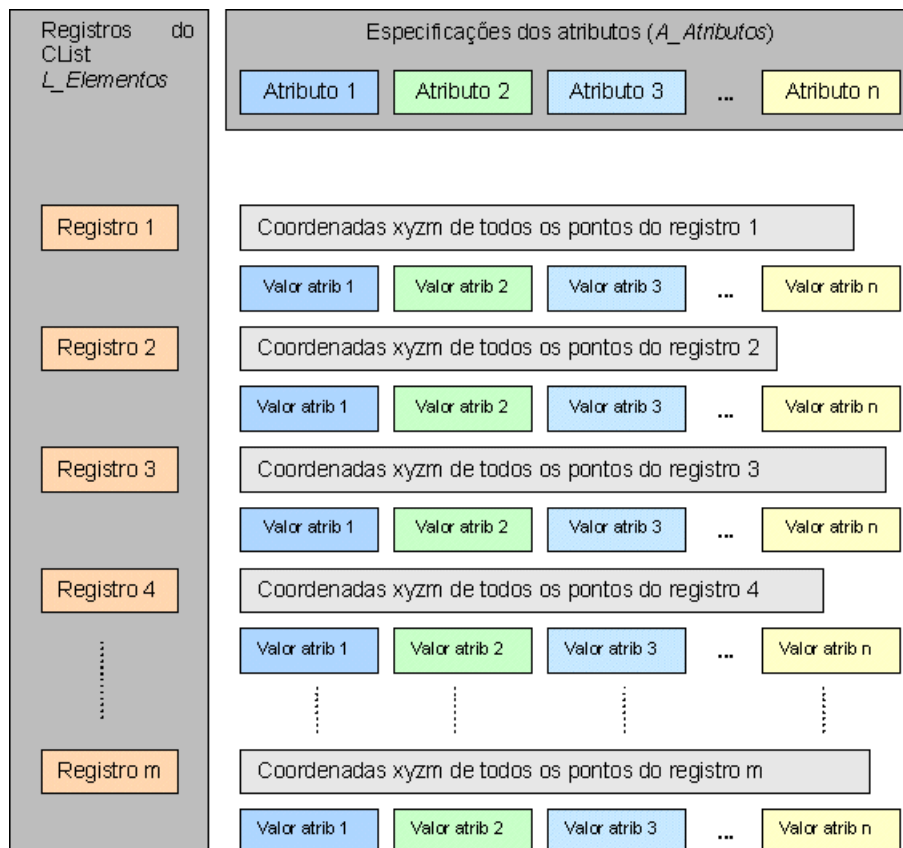 Registros do
CList
L_Elementos
Especificações dos atributos (A_Atributos)
Atributo 1 Atributo 2 Atributo 3 ... Atributo n
Registro 1 Coordenadas xyzm de todos os pontos do registro 1
Valor atrib 1 Valor atrib 2 Valor atrib 3 ... Valor atrib n
Registro 2 Coordenadas xyzm de todos os pontos do registro 2
Valor atrib 1 Valor atrib 2 Valor atrib 3 ... Valor atrib n
Registro 3 Coordenadas xyzm de todos os pontos do registro 3
Valor atrib 1 Valor atrib 2 Valor atrib 3 ... Valor atrib n
Registro 4 Coordenadas xyzm de todos os pontos do registro 4
Valor atrib 1 Valor atrib 2 Valor atrib 3 ... Valor atrib n
Registro m Coordenadas xyzm de todos os pontos do registro m
Valor atrib 1 Valor atrib 2 Valor atrib 3 ... Valor atrib n